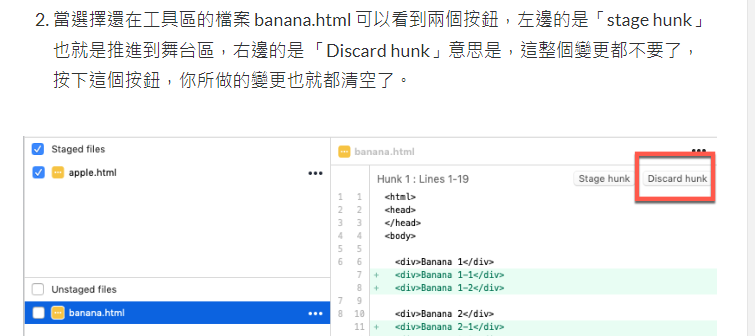 2. 當選擇還在工具區的檔案 banana.html 可以看到兩個按鈕，左邊的是「stage hunk」
也就是推進到舞台區，右邊的是「Discard hunk」意思是，這整個變更都不要了，
按下這個按鈕，你所做的變更也就都清空了。
Staged files
apple.html •••
Unstaged files
banana.html •••
banana.html •••
Hunk 1 : Lines 1-19 Stage hunk Discard hunk
1 1 <html>
2 2 <head>
3 3 </head>
4 4 <body>
5 5
6 6 <div>Banana 1</div>
7 + <div>Banana 1-1</div>
8 + <div>Banana 1-2</div>
7 9
8 10 <div>Banana 2</div>
11 + <div>Banana 2-1</div>